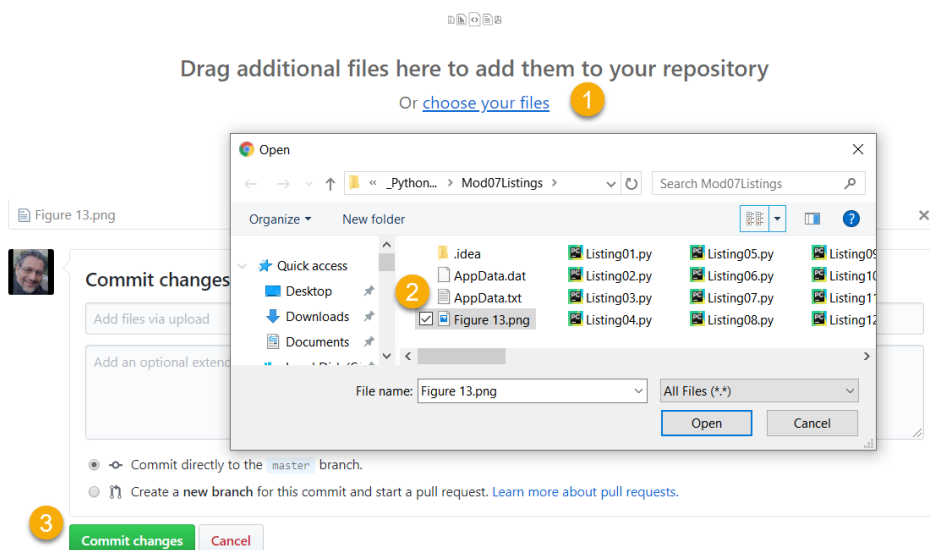 Drag additional files here to add them to your repository
Or choose your files
1
Open
« _Python... > Mod07Listings >
Search Mod07Listings
Organize
New folder
Figure 13.png
Quick access
Desktop
Downloads
Documents
.idea
AppData.dat
AppData.txt
Figure 13.png
Listing01.py
Listing02.py
Listing03.py
Listing04.py
Listing05.py
Listing06.py
Listing07.py
Listing08.py
Listing09
Listing10
Listing11
Listing12
2
File name: Figure 13.png
All Files (*.*)
Open
Cancel
Commit changes
Add files via upload
Add an optional exten
Commit directly to the master branch.
Create a new branch for this commit and start a pull request. Learn more about pull requests.
3
Commit changes
Cancel